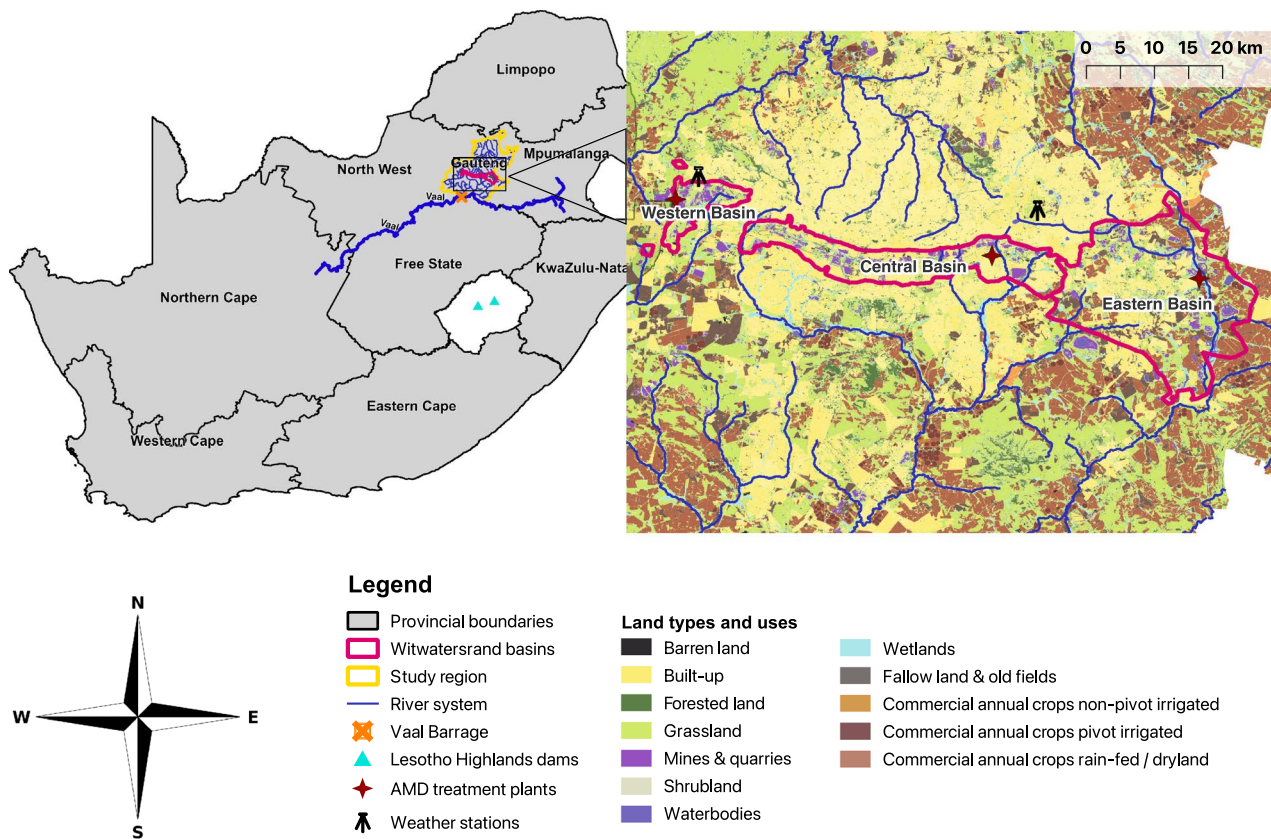 Limpopo
0 5 10 15 20 km
North West
Gauteng
Mpumalanga
Vaal
Vaal
Western Basin
Central Basin
Eastern Basin
Free State
KwaZulu-Nata
Northern Cape
Eastern Cape
Western Cape
N
W
E
S
Legend
Provincial boundaries
Witwatersrand basins
Study region
River system
Vaal Barrage
Lesotho Highlands dams
AMD treatment plants
Weather stations
Land types and uses
Barren land
Built-up
Forested land
Grassland
Mines & quarries
Shrubland
Waterbodies
Wetlands
Fallow land & old fields
Commercial annual crops non-pivot irrigated
Commercial annual crops pivot irrigated
Commercial annual crops rain-fed / dryland